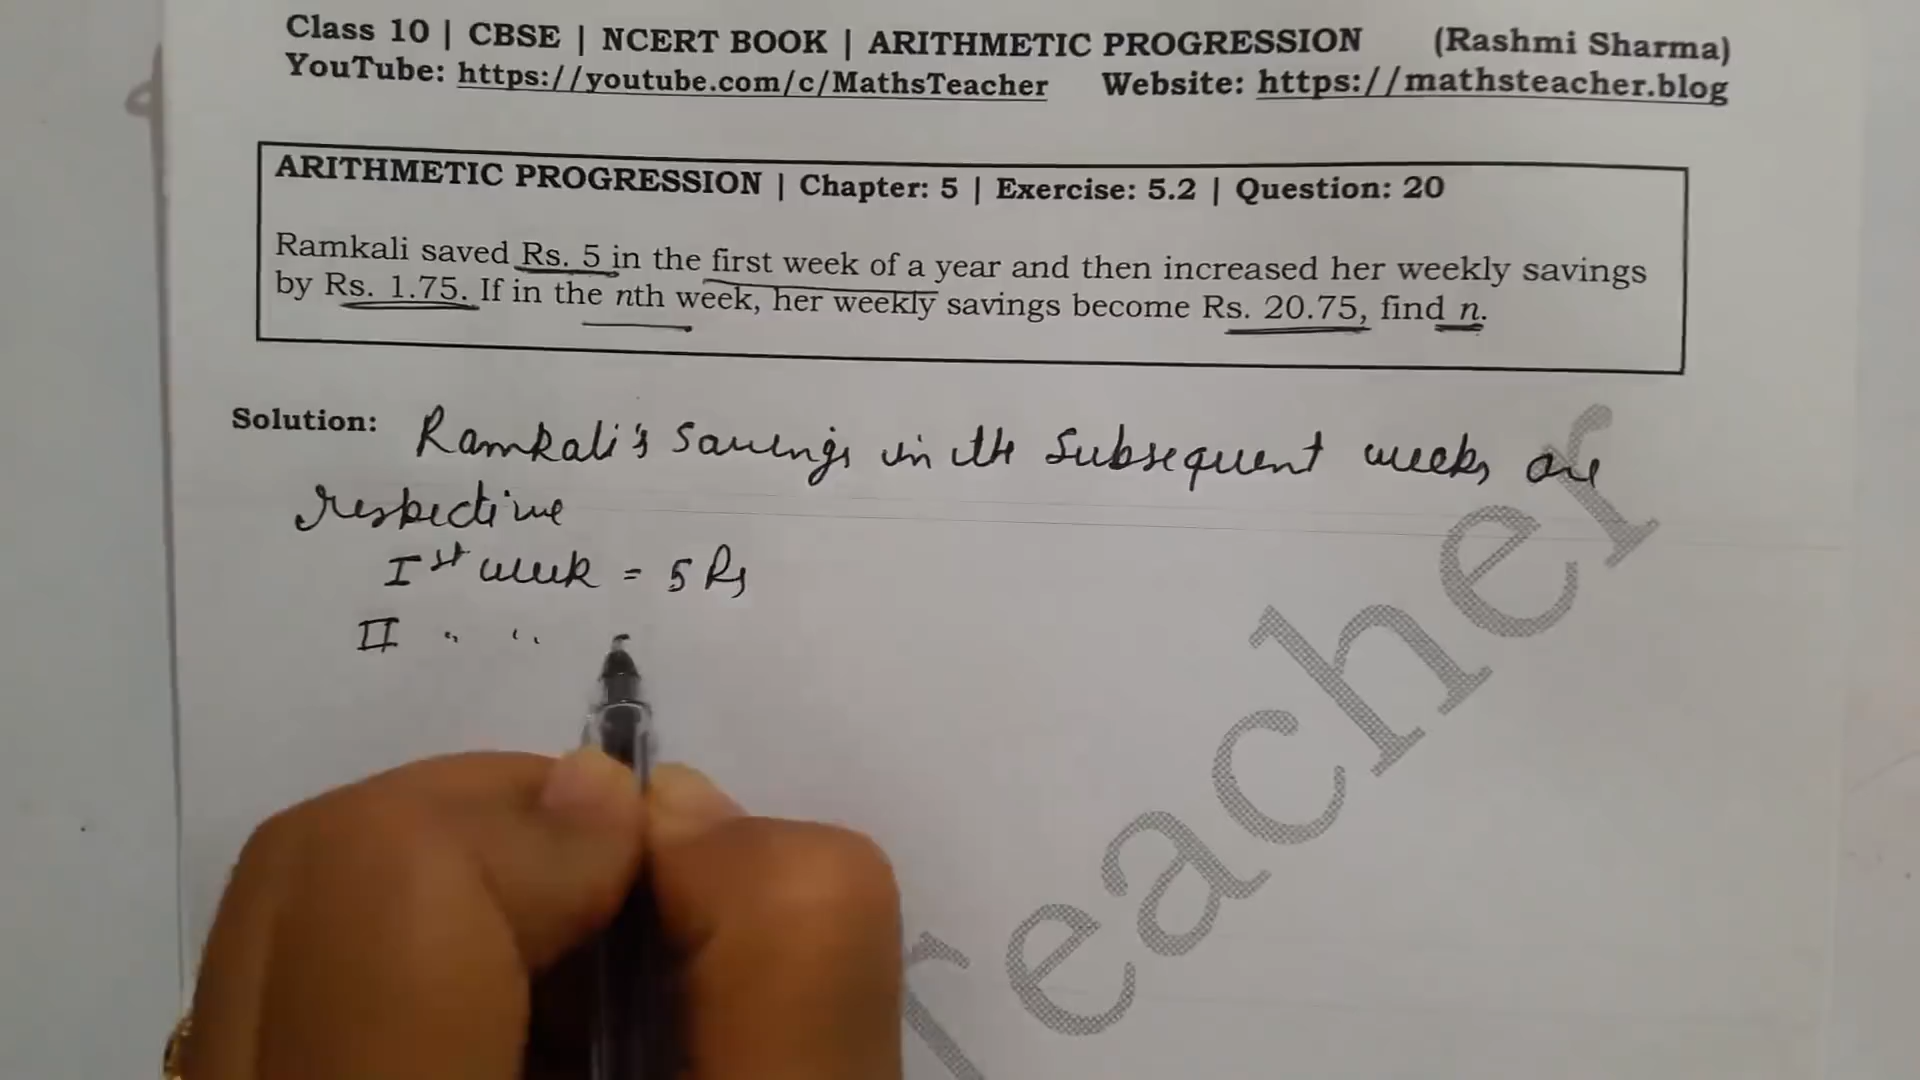 Class 10 | CBSE | NCERT BOOK | ARITHMETIC PROGRESSION (Rashmi Sharma)
YouTube: https://youtube.com/c/MathsTeacher Website: https://mathsteacher.blog
ARITHMETIC PROGRESSION | Chapter: 5 | Exercise: 5.2 | Question: 20
Ramkali saved Rs. 5 in the first week of a year and then increased her weekly savings
by Rs. 1.75. If in the nth week, her weekly savings become Rs. 20.75, find n.
Solution: Ramkali's savings in the subsequent weeks are
respective
Ist week = 5 Rs
II " "
eacher